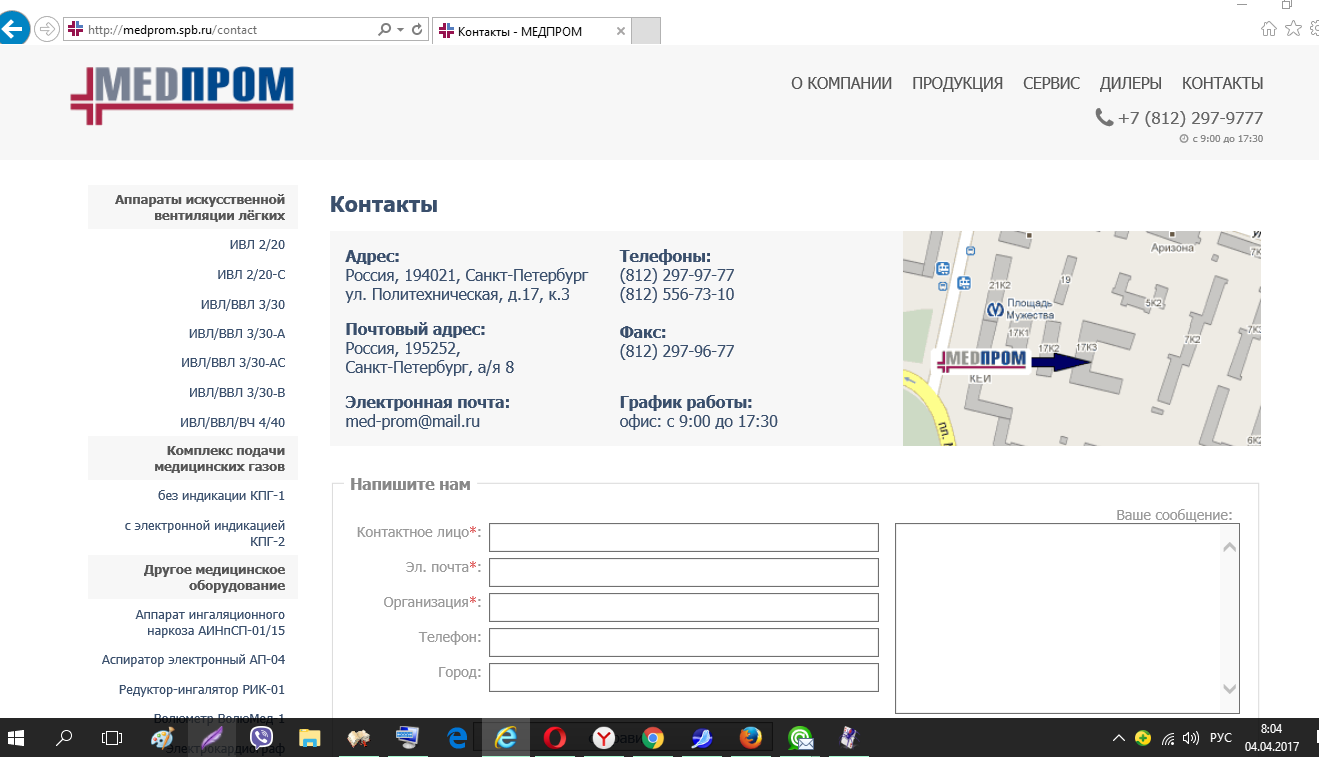 http://medprom.spb.ru/contact
Контакты - МЕДПРОМ
МЕДПРОМ
О КОМПАНИИ ПРОДУКЦИЯ СЕРВИС ДИЛЕРЫ КОНТАКТЫ
+7 (812) 297-9777
с 9:00 до 17:30
Аппараты искусственной
вентиляции лёгких
ИВЛ 2/20
ИВЛ 2/20-С
ИВЛ/ВВЛ 3/30
ИВЛ/ВВЛ 3/30-А
ИВЛ/ВВЛ 3/30-АС
ИВЛ/ВВЛ 3/30-В
ИВЛ/ВВЛ/ВЧ 4/40
Комплекс подачи
медицинских газов
без индикации КПГ-1
с электронной индикацией
КПГ-2
Другое медицинское
оборудование
Аппарат ингаляционного
наркоза АИНпСП-01/15
Аспиратор электронный АП-04
Редуктор-ингалятор РИК-01
Волюметр ВолюМед-1
Электрокардиограф
Контакты
Адрес:
Россия, 194021, Санкт-Петербург
ул. Политехническая, д.17, к.3
Почтовый адрес:
Россия, 195252,
Санкт-Петербург, а/я 8
Электронная почта:
med-prom@mail.ru
Телефоны:
(812) 297-97-77
(812) 556-73-10
Факс:
(812) 297-96-77
График работы:
офис: с 9:00 до 17:30
Аризона
21К2
19
5К2
Площадь
Мужества
17К1
17К2
17К3
7К2
МЕДПРОМ
КЕЙ
пл.
6К2
Напишите нам
Контактное лицо*:
Эл. почта*:
Организация*:
Телефон:
Город:
Ваше сообщение:
РУС
8:04
04.04.2017